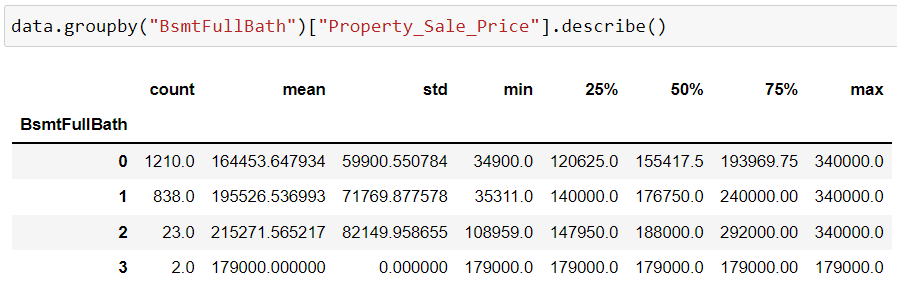 data.groupby("BsmtFullBath")["Property_Sale_Price"].describe()
count mean std min 25% 50% 75% max
BsmtFullBath
0 1210.0 164453.647934 59900.550784 34900.0 120625.0 155417.5 193969.75 340000.0
1 838.0 195526.536993 71769.877578 35311.0 140000.0 176750.0 240000.00 340000.0
2 23.0 215271.565217 82149.958655 108959.0 147950.0 188000.0 292000.00 340000.0
3 2.0 179000.000000 0.000000 179000.0 179000.0 179000.0 179000.00 179000.0